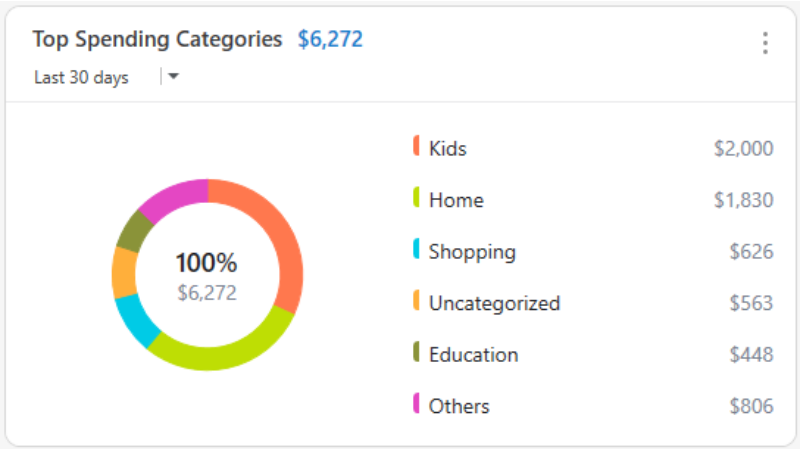 Top Spending Categories $6,272
Last 30 days
100%
$6,272
Kids $2,000
Home $1,830
Shopping $626
Uncategorized $563
Education $448
Others $806